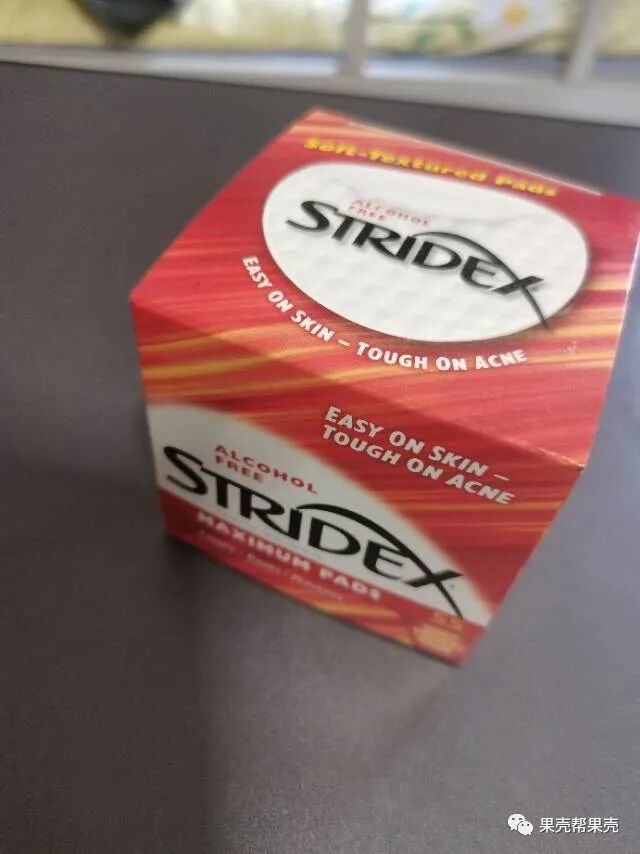 Soft-Textured Pads
ALCOHOL
FREE
STRIDEX
EASY ON SKIN – TOUGH ON ACNE
EASY ON SKIN –
TOUGH ON ACNE
ALCOHOL
FREE
STRIDEX
MAXIMUM PADS
55
果壳帮果壳